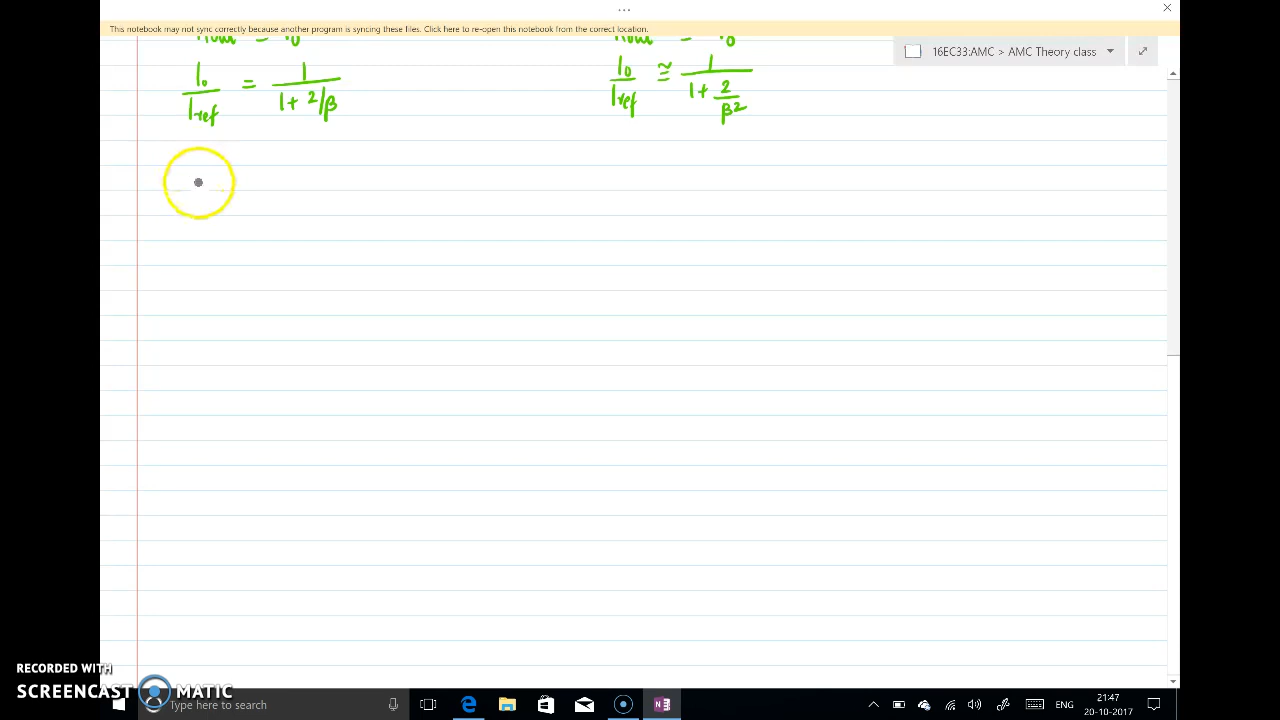 This notebook may not sync correctly because another program is syncing these files. Click here to re-open this notebook from the correct location.
16EC33:AMC > AMC Theory class
Io/Iref = 1/(1 + 2/β)
Io/Iref ≅ 1/(1 + 2/β²)
RECORDED WITH
SCREENCAST MATIC
Type here to search
ENG
21:47
20-10-2017